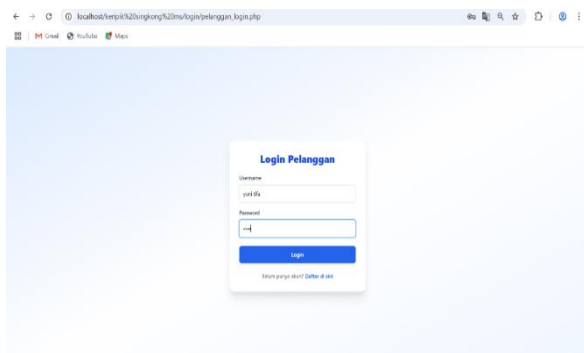 localhost/keripik%20singkong%20ms/login/pelanggan_login.php
Gmail YouTube Maps
Login Pelanggan
Username
yuni tifa
Password
Login
Belum punya akun? Daftar di sini